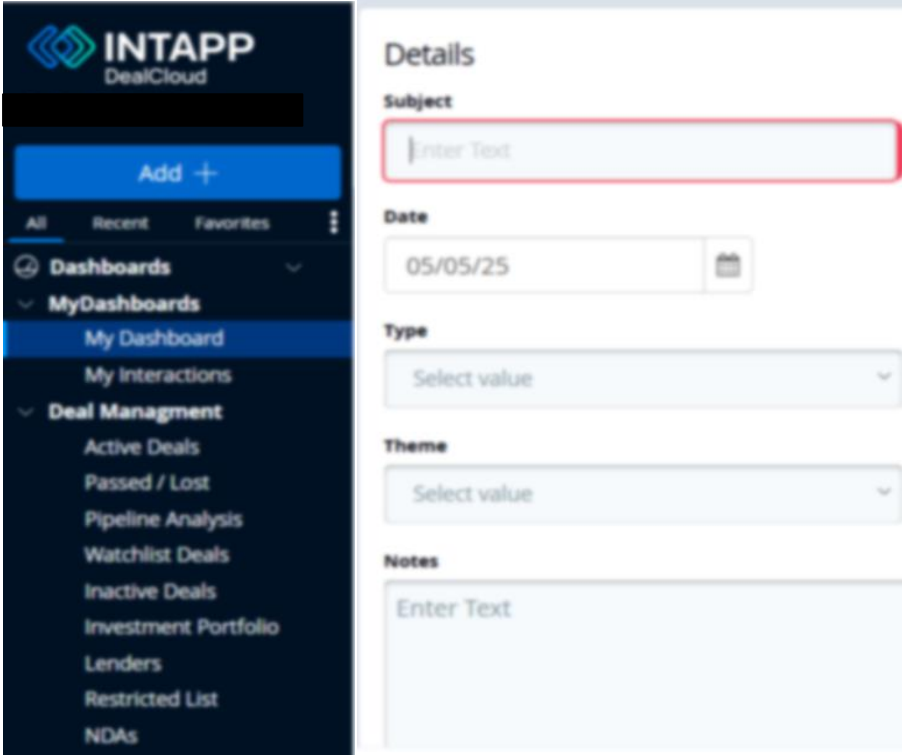 INTAPP
DealCloud
Add +
All Recent Favorites
Dashboards
MyDashboards
My Dashboard
My Interactions
Deal Managment
Active Deals
Passed / Lost
Pipeline Analysis
Watchlist Deals
Inactive Deals
Investment Portfolio
Lenders
Restricted List
NDAs
Details
Subject
Enter Text
Date
05/05/25
Type
Select value
Theme
Select value
Notes
Enter Text